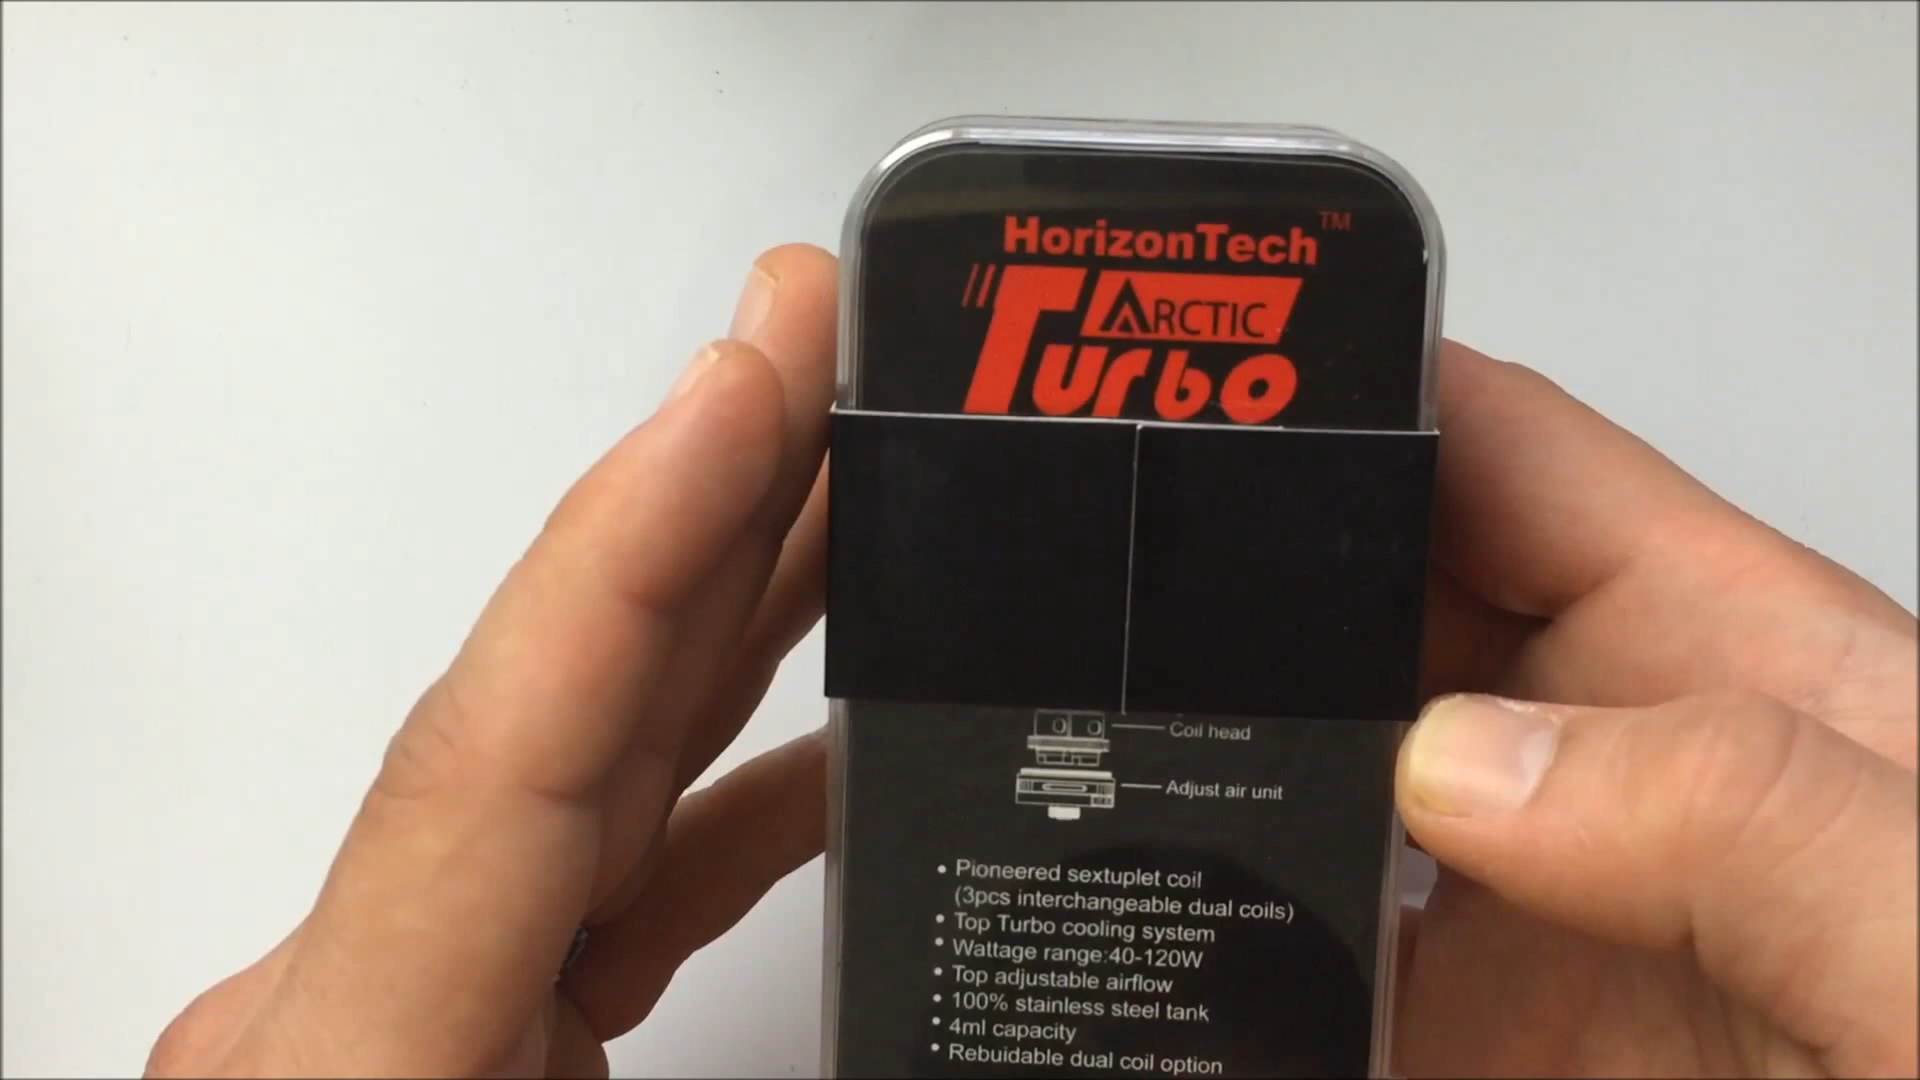 HorizonTech™
ARCTIC
Turbo
Coil head
Adjust air unit
• Pioneered sextuplet coil
(3pcs interchangeable dual coils)
• Top Turbo cooling system
• Wattage range:40-120W
• Top adjustable airflow
• 100% stainless steel tank
• 4ml capacity
• Rebuidable dual coil option